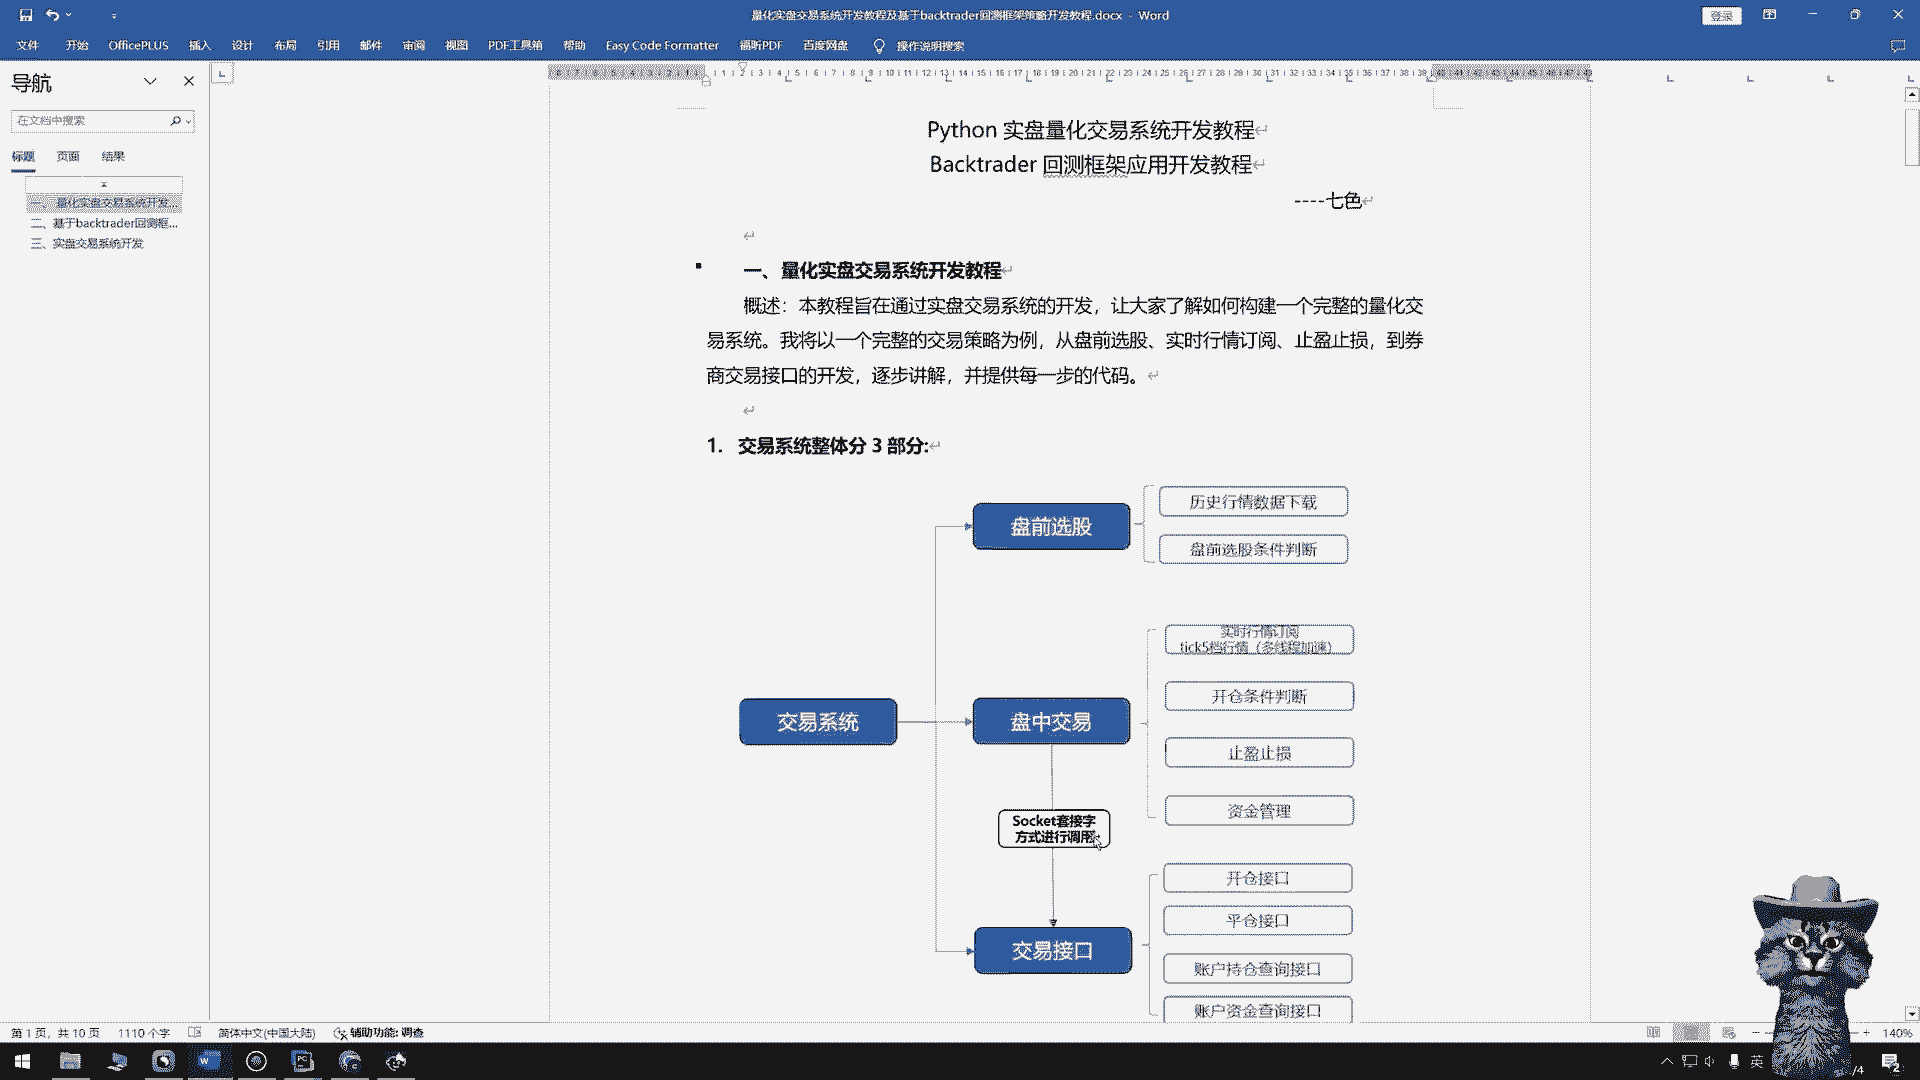 量化实盘交易系统开发教程及基于backtrader回测框架策略开发教程.docx - Word
登录
文件 开始 OfficePLUS 插入 设计 布局 引用 邮件 审阅 视图 PDF工具箱 帮助 Easy Code Formatter 福昕PDF 百度网盘 操作说明搜索
导航
在文档中搜索
标题 页面 结果
一、量化实盘交易系统开发...
二、基于backtrader回测框...
三、实盘交易系统开发
Python 实盘量化交易系统开发教程
Backtrader 回测框架应用开发教程
----七色
一、量化实盘交易系统开发教程
概述：本教程旨在通过实盘交易系统的开发，让大家了解如何构建一个完整的量化交
易系统。我将以一个完整的交易策略为例，从盘前选股、实时行情订阅、止盈止损，到券
商交易接口的开发，逐步讲解，并提供每一步的代码。
1. 交易系统整体分 3 部分:
盘前选股
历史行情数据下载
盘前选股条件判断
交易系统
盘中交易
实时行情订阅
tick5档行情（多线程加速）
开仓条件判断
止盈止损
资金管理
Socket套接字
方式进行调用
交易接口
开仓接口
平仓接口
账户持仓查询接口
账户资金查询接口
第 1 页，共 10 页 1110 个字 简体中文(中国大陆) 辅助功能: 调查
140%
英
/4